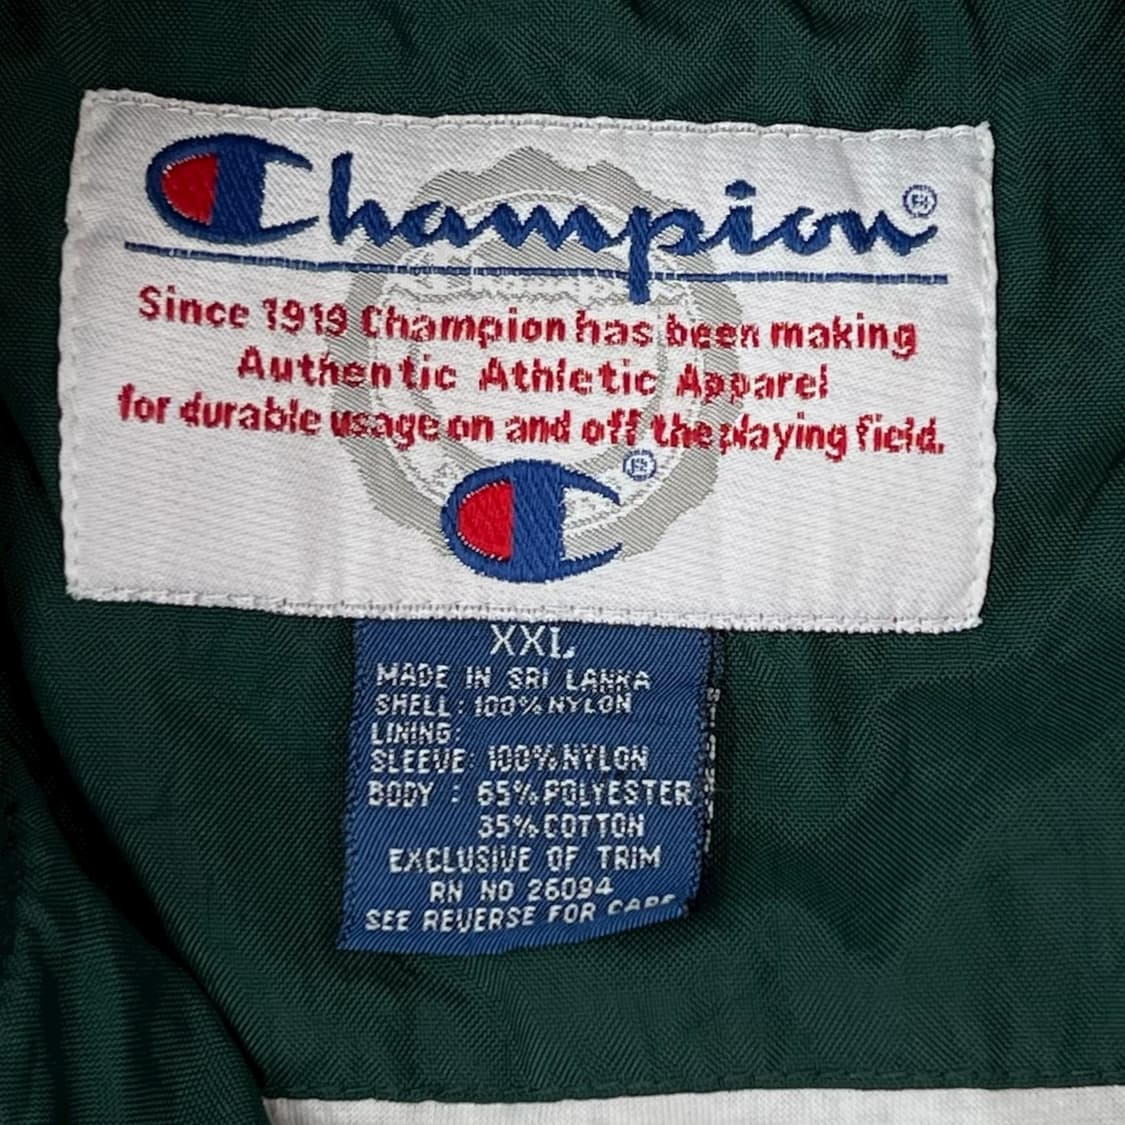 Champion®
Since 1919 Champion has been making
Authentic Athletic Apparel
for durable usage on and off the playing field.
Champion
®
XXL
MADE IN SRI LANKA
SHELL: 100% NYLON
LINING:
SLEEVE: 100% NYLON
BODY : 65% POLYESTER
35% COTTON
EXCLUSIVE OF TRIM
RN NO 26094
SEE REVERSE FOR CARE